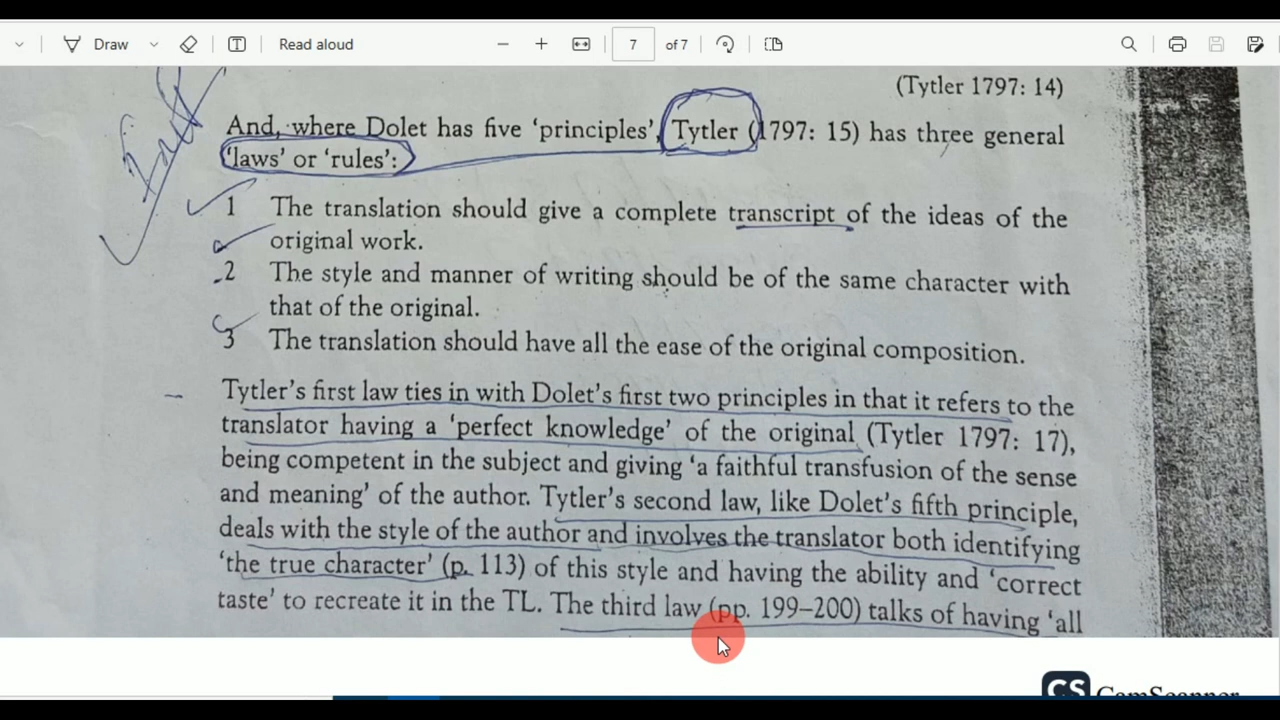 Draw
Read aloud
7 of 7
(Tytler 1797: 14)
And, where Dolet has five ‘principles’, Tytler (1797: 15) has three general
‘laws’ or ‘rules’:
1 The translation should give a complete transcript of the ideas of the
original work.
2 The style and manner of writing should be of the same character with
that of the original.
3 The translation should have all the ease of the original composition.
Tytler’s first law ties in with Dolet’s first two principles in that it refers to the
translator having a ‘perfect knowledge’ of the original (Tytler 1797: 17),
being competent in the subject and giving ‘a faithful transfusion of the sense
and meaning’ of the author. Tytler’s second law, like Dolet’s fifth principle,
deals with the style of the author and involves the translator both identifying
‘the true character’ (p. 113) of this style and having the ability and ‘correct
taste’ to recreate it in the TL. The third law (pp. 199–200) talks of having ‘all
CS CamScanner